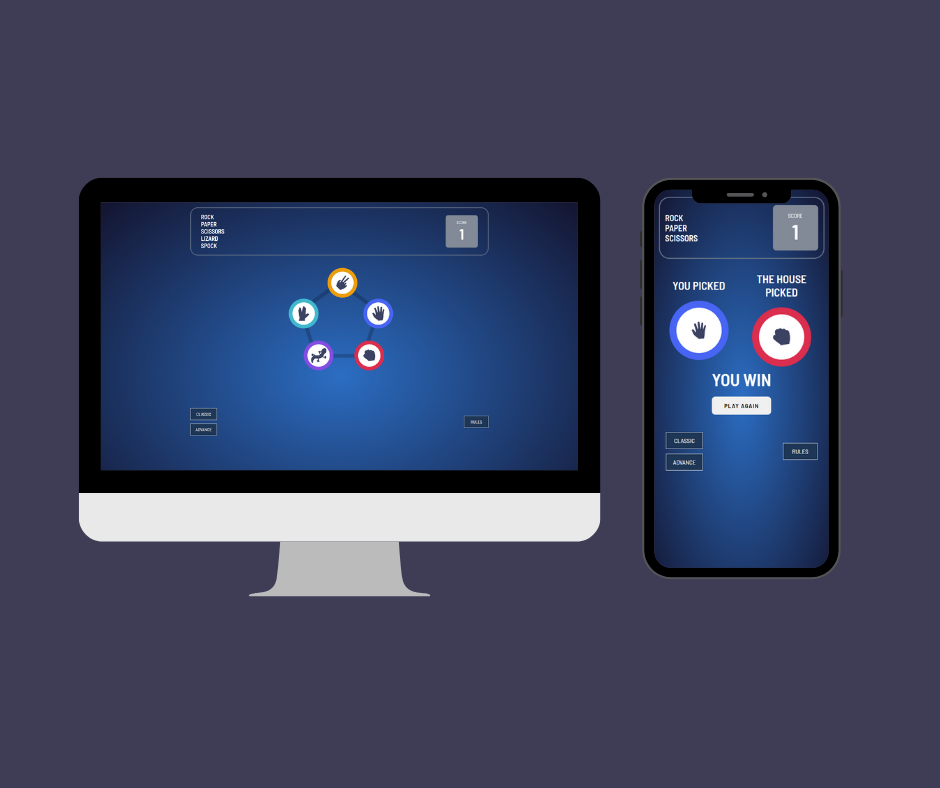 ROCK
PAPER
SCISSORS
LIZARD
SPOCK
SCORE
1
CLASSIC
ADVANCE
RULES
ROCK
PAPER
SCISSORS
SCORE
1
YOU PICKED
THE HOUSE
PICKED
YOU WIN
PLAY AGAIN
CLASSIC
ADVANCE
RULES